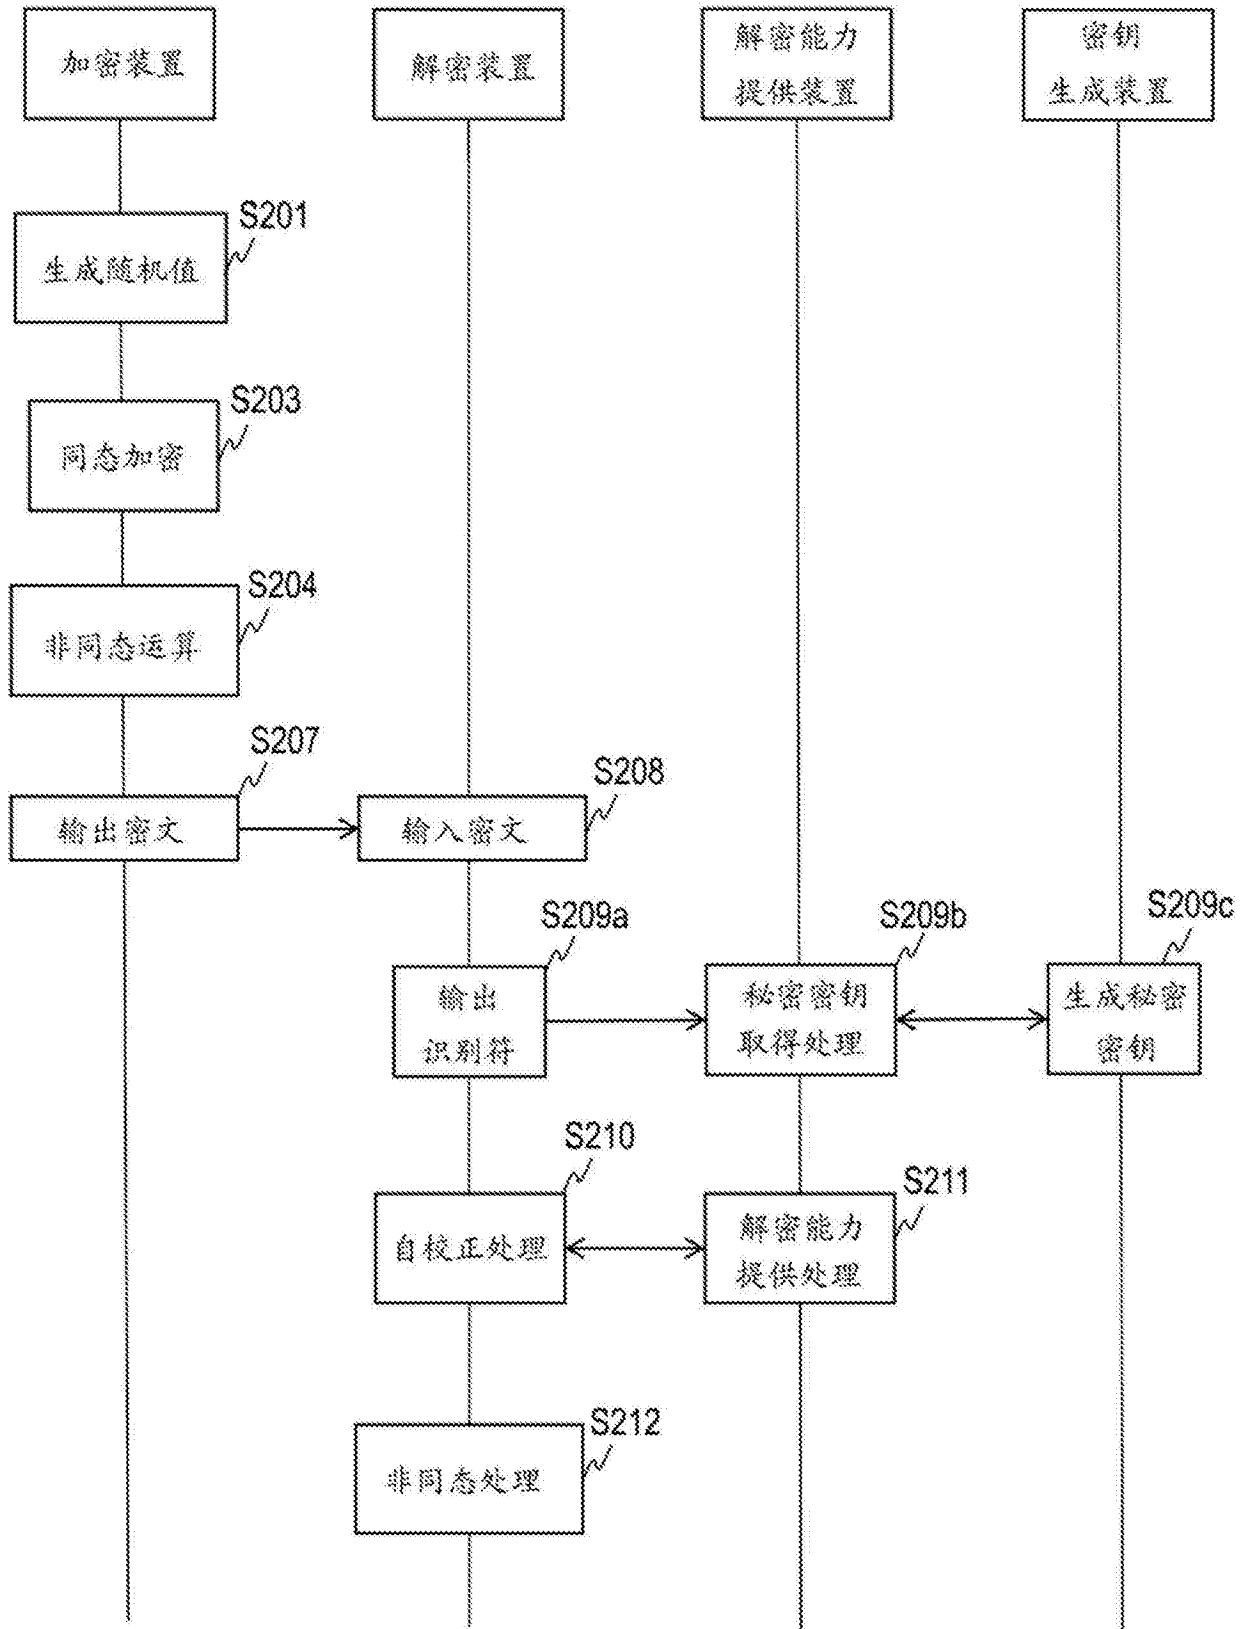 加密装置
解密装置
解密能力
提供装置
密钥
生成装置
S201
生成随机值
S203
同态加密
S204
非同态运算
S207
输出密文
S208
输入密文
S209a
输出
识别符
S209b
秘密密钥
取得处理
S209c
生成秘密
密钥
S210
自校正处理
S211
解密能力
提供处理
S212
非同态处理